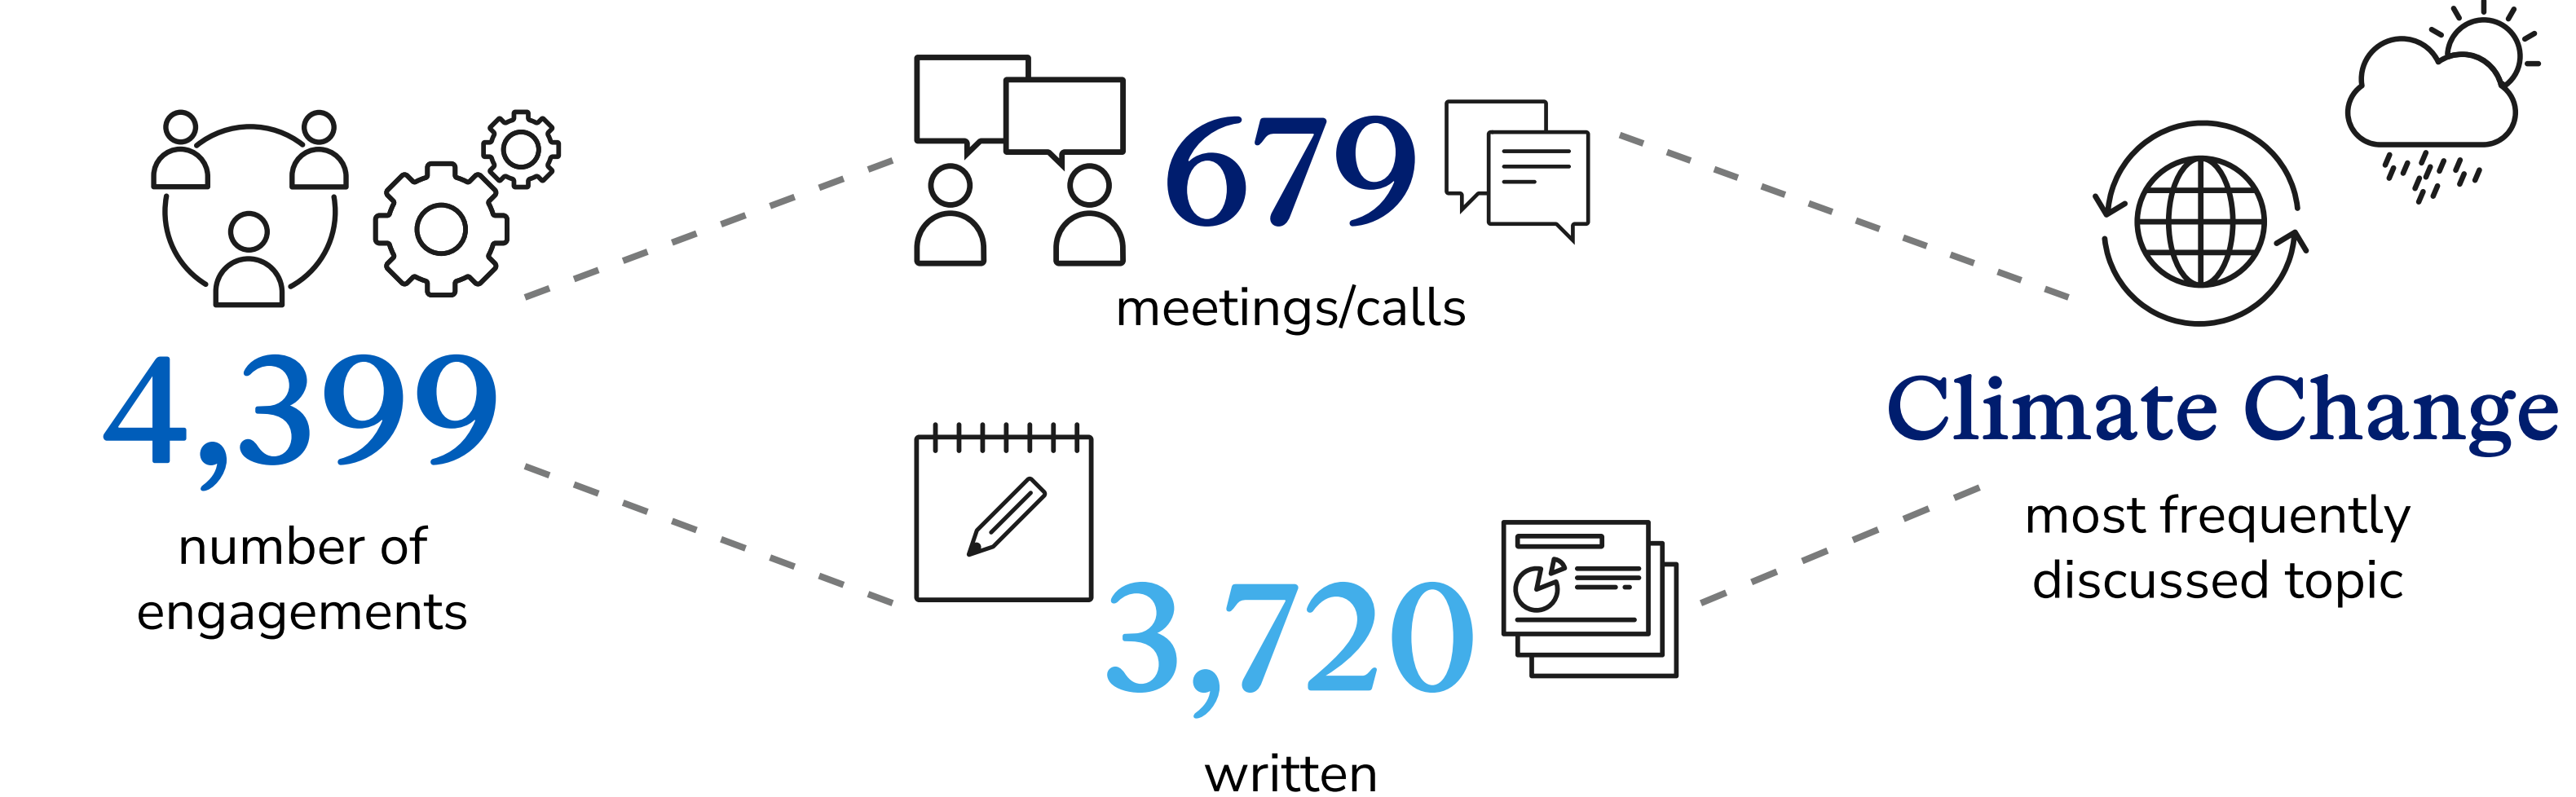 4,399
number of
engagements
679
meetings/calls
3,720
written
Climate Change
most frequently
discussed topic